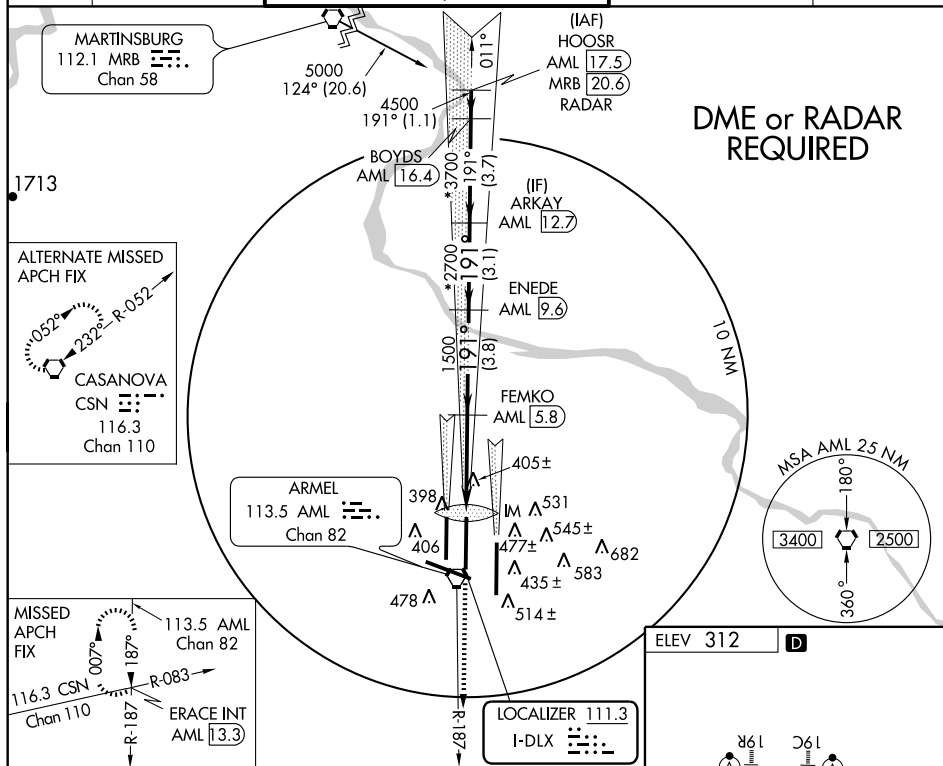 MARTINSBURG
112.1 MRB
Chan 58
5000
124° (20.6)
4500
191° (1.1)
011°
(IAF)
HOOSR
AML 17.5
MRB 20.6
RADAR
DME or RADAR
REQUIRED
BOYDS
AML 16.4
*3700
191°
(3.7)
1713
(IF)
ARKAY
AML 12.7
ALTERNATE MISSED
APCH FIX
052°
232°
R-052
CASANOVA
CSN
116.3
Chan 110
*2700
191°
(3.1)
ENEDE
AML 9.6
10 NM
1500
191°
(3.8)
FEMKO
AML 5.8
405±
ARMEL
113.5 AML
Chan 82
398
IM
531
406
477±
545±
682
435±
583
478
514±
MSA AML 25 NM
180°
3400
2500
360°
MISSED
APCH
FIX
113.5 AML
Chan 82
007°
187°
116.3 CSN
Chan 110
R-083
R-187
ERACE INT
AML 13.3
R-187
LOCALIZER 111.3
I-DLX
ELEV 312
D
19R
19C
A
A